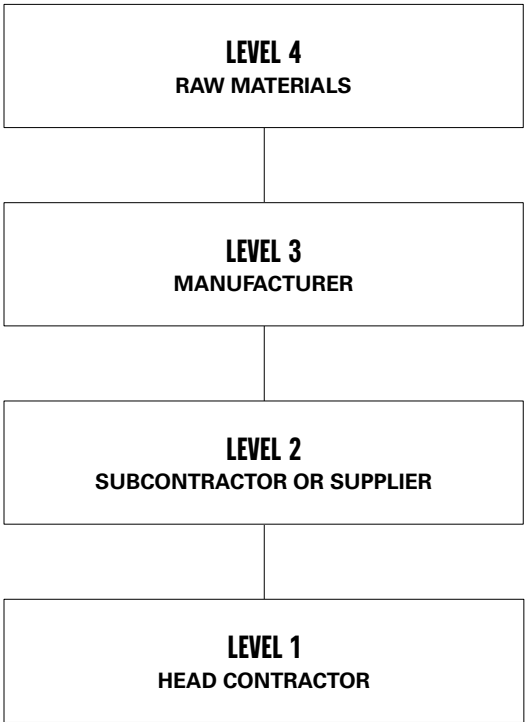 LEVEL 4
RAW MATERIALS
LEVEL 3
MANUFACTURER
LEVEL 2
SUBCONTRACTOR OR SUPPLIER
LEVEL 1
HEAD CONTRACTOR